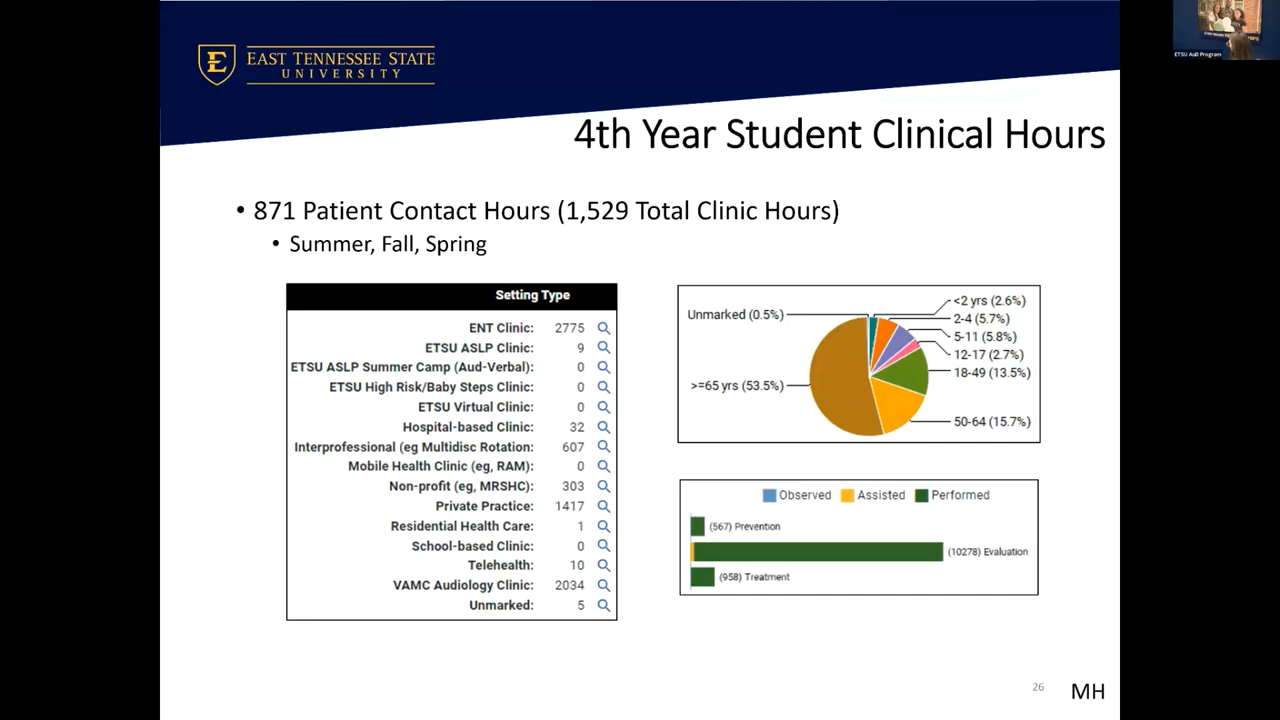 ETSU AuD Program
E
EAST TENNESSEE STATE
UNIVERSITY
4th Year Student Clinical Hours
• 871 Patient Contact Hours (1,529 Total Clinic Hours)
• Summer, Fall, Spring
Setting Type
ENT Clinic: 2775
ETSU ASLP Clinic: 9
ETSU ASLP Summer Camp (Aud-Verbal): 0
ETSU High Risk/Baby Steps Clinic: 0
ETSU Virtual Clinic: 0
Hospital-based Clinic: 32
Interprofessional (eg Multidisc Rotation: 607
Mobile Health Clinic (eg, RAM): 0
Non-profit (eg, MRSHC): 303
Private Practice: 1417
Residential Health Care: 1
School-based Clinic: 0
Telehealth: 10
VAMC Audiology Clinic: 2034
Unmarked: 5
Unmarked (0.5%)
<2 yrs (2.6%)
2-4 (5.7%)
5-11 (5.8%)
12-17 (2.7%)
18-49 (13.5%)
>=65 yrs (53.5%)
50-64 (15.7%)
Observed Assisted Performed
(567) Prevention
(10278) Evaluation
(958) Treatment
26
MH